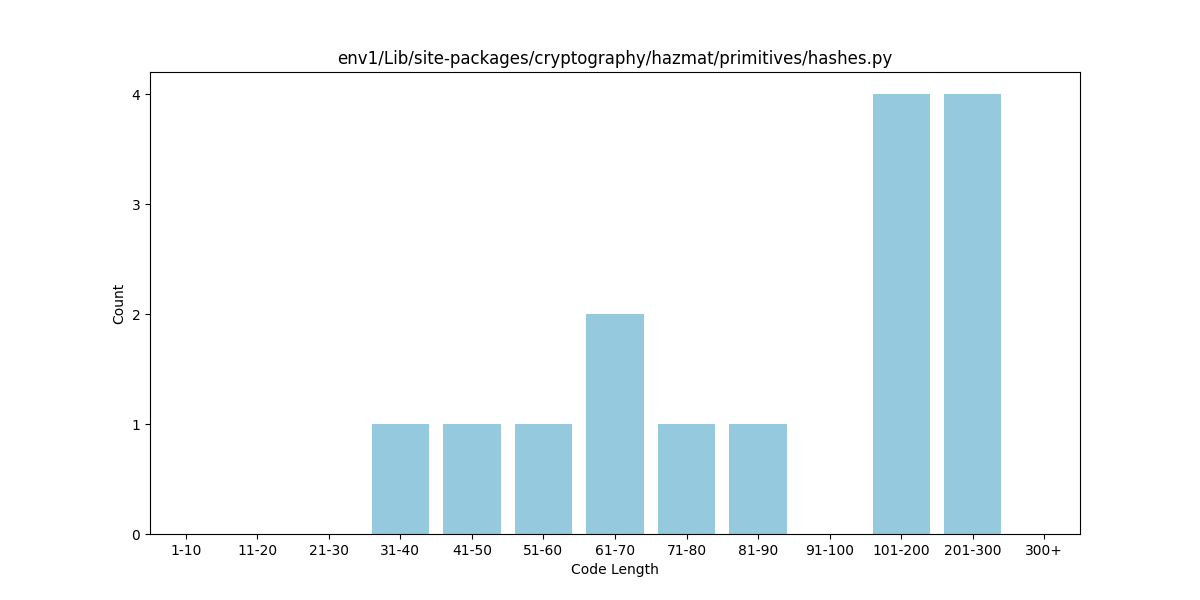 env1/Lib/site-packages/cryptography/hazmat/primitives/hashes.py
4
3
2
1
0
Count
1-10 11-20 21-30 31-40 41-50 51-60 61-70 71-80 81-90 91-100 101-200 201-300 300+
Code Length